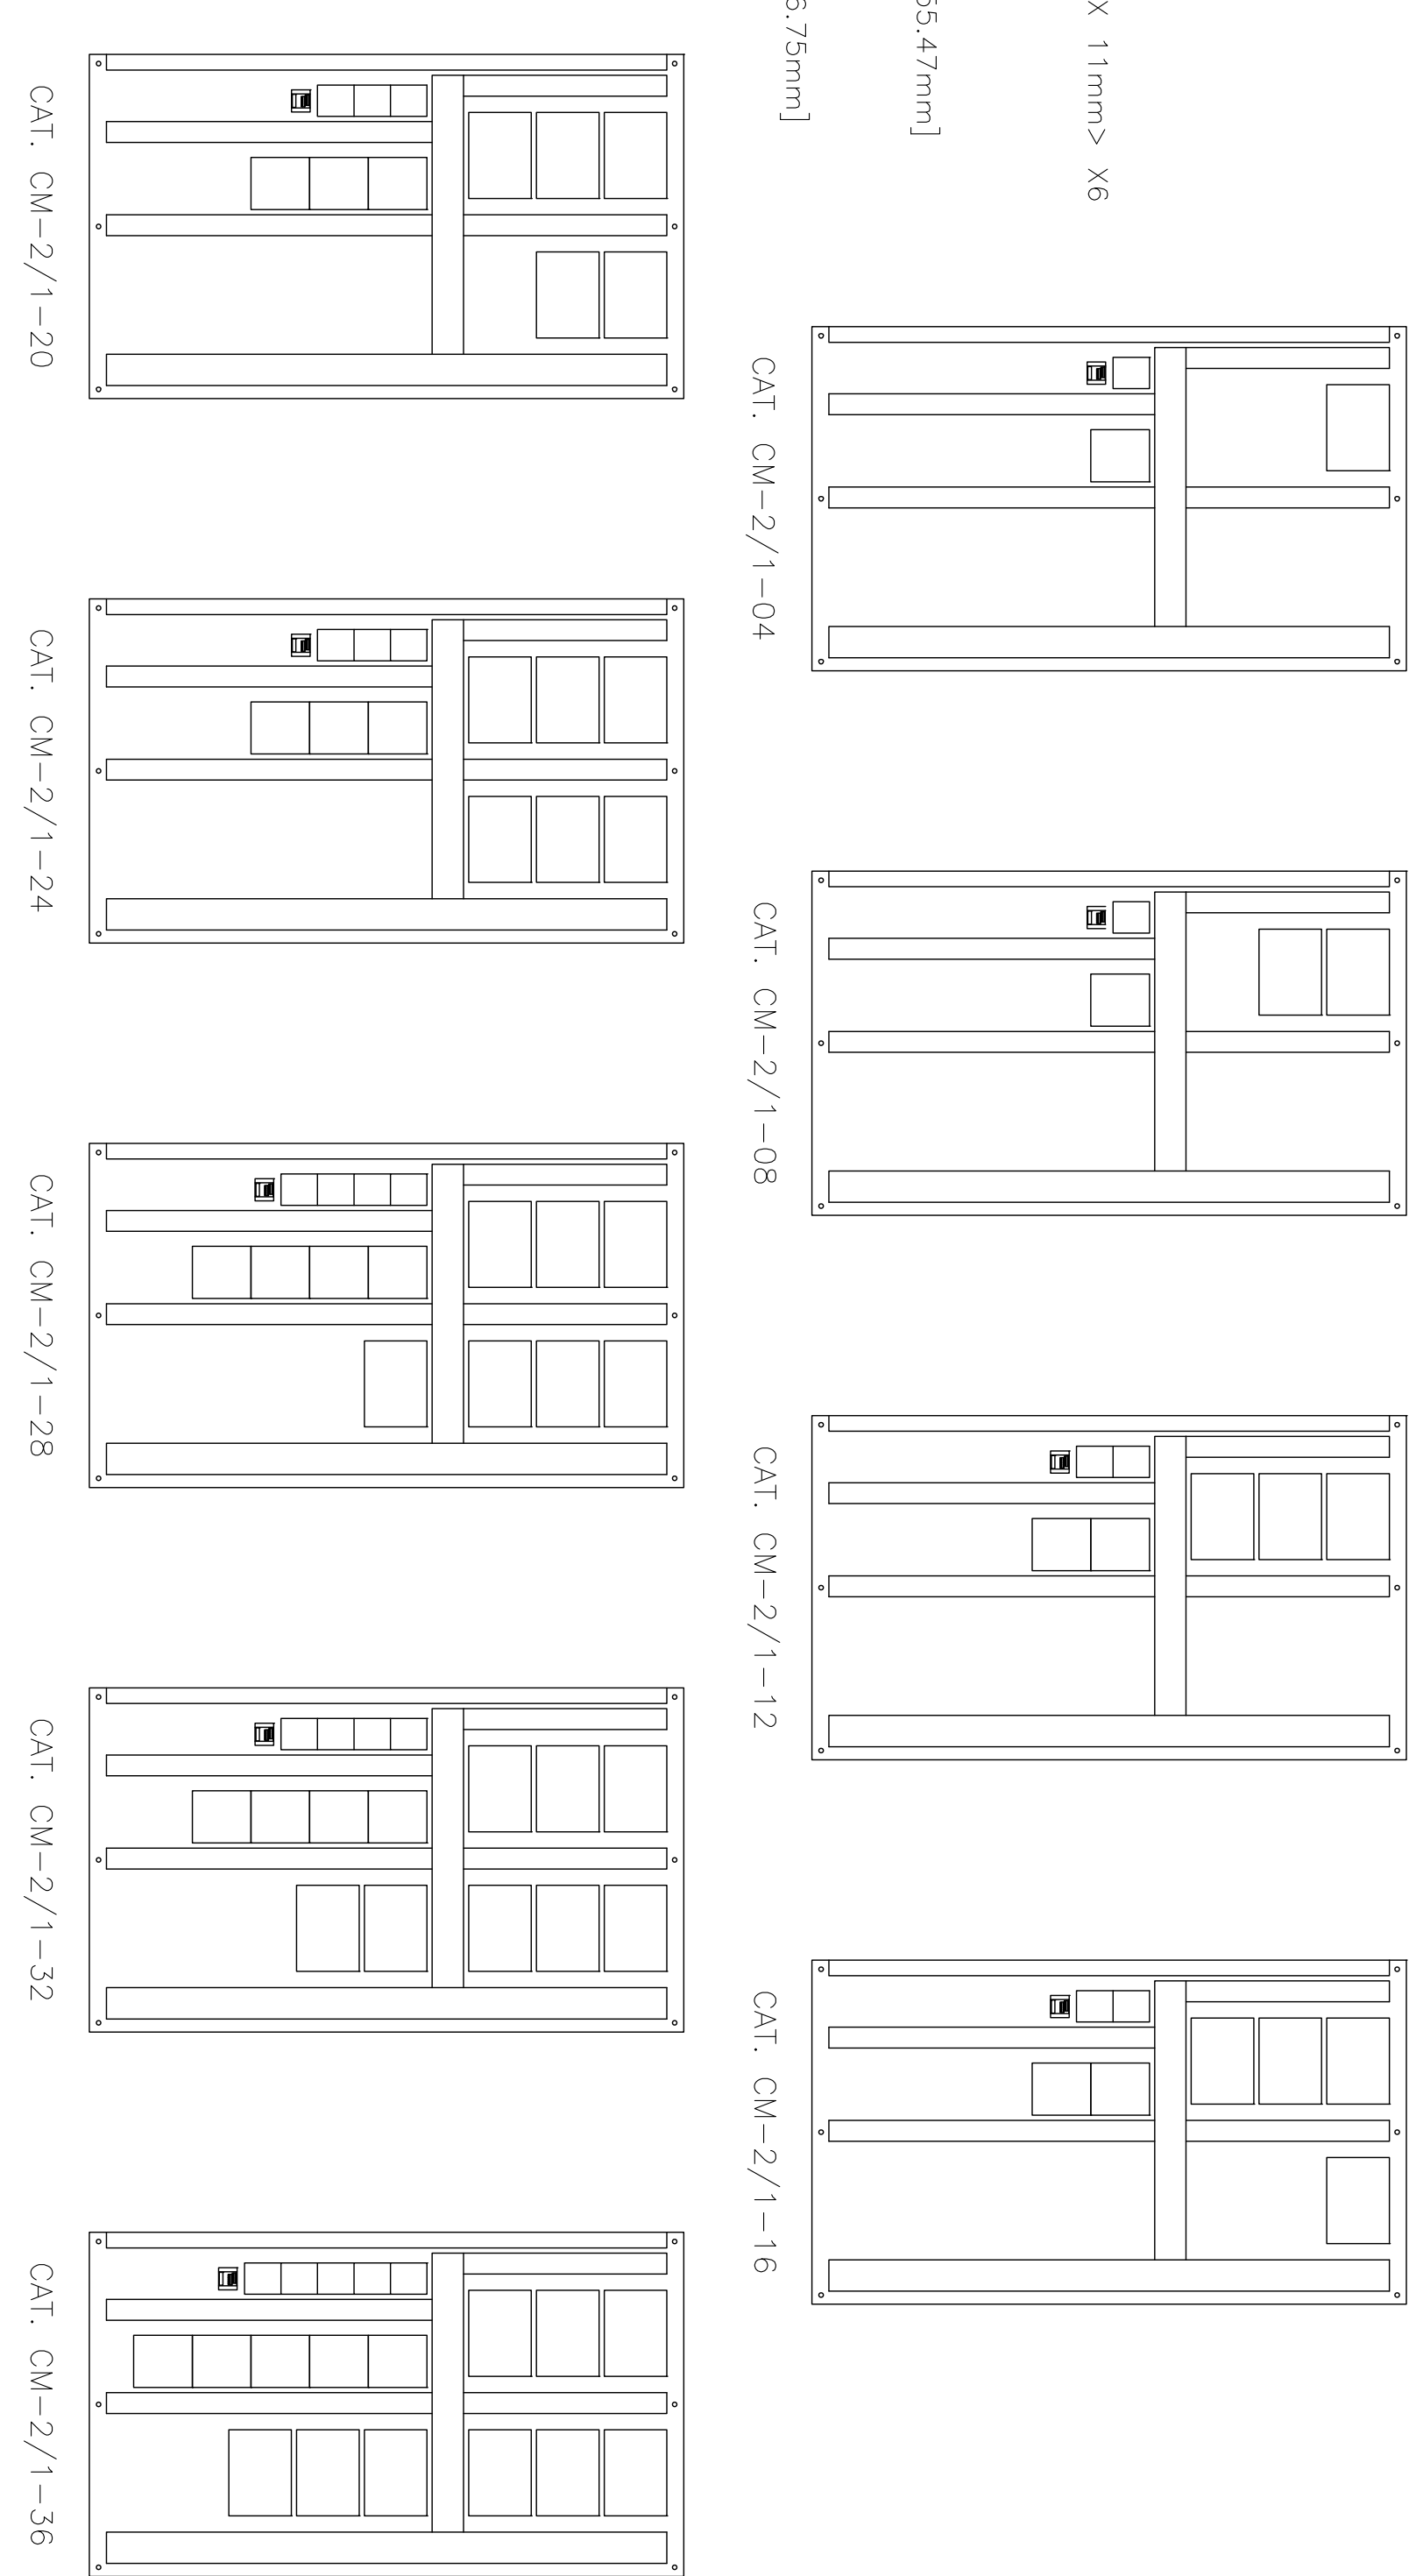 X 11mm> X6
55.47mm]
6.75mm]
CAT. CM-2/1-04
CAT. CM-2/1-08
CAT. CM-2/1-12
CAT. CM-2/1-16
CAT. CM-2/1-20
CAT. CM-2/1-24
CAT. CM-2/1-28
CAT. CM-2/1-32
CAT. CM-2/1-36